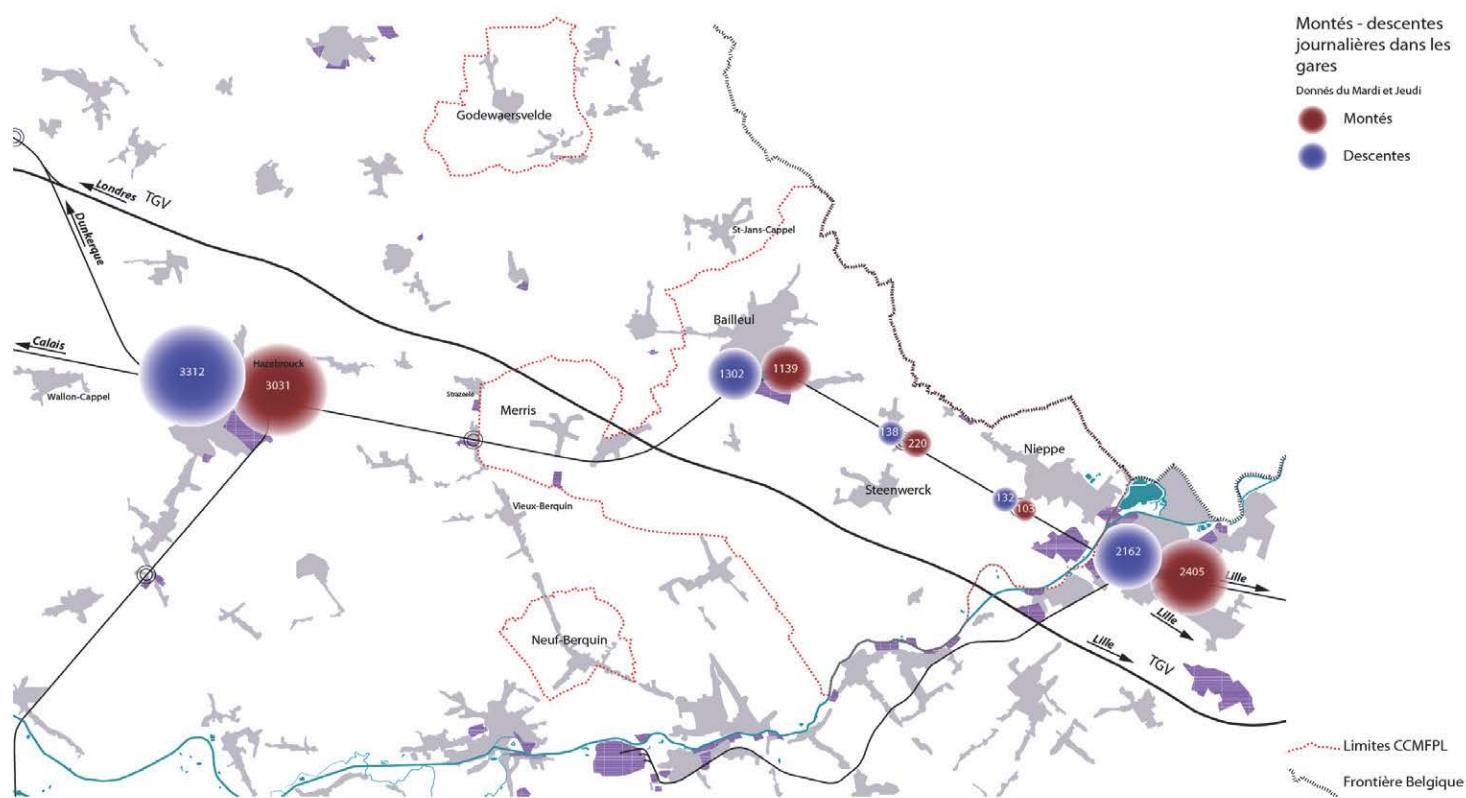 Montés - descentes
journalières dans les
gares
Donnés du Mardi et Jeudi
Montés
Descentes
Godewaersvelde
Londres TGV
Dunkerque
St-Jans-Cappel
Bailleul
Calais
3312
Hazebrouck
3031
1302
1139
Wallon-Cappel
Strazeele
Merris
138
220
Nieppe
Steenwerck
132
103
Vieux-Berquin
2162
2405
Lille
Lille
Neuf-Berquin
Lille
TGV
Limites CCMFPL
Frontière Belgique